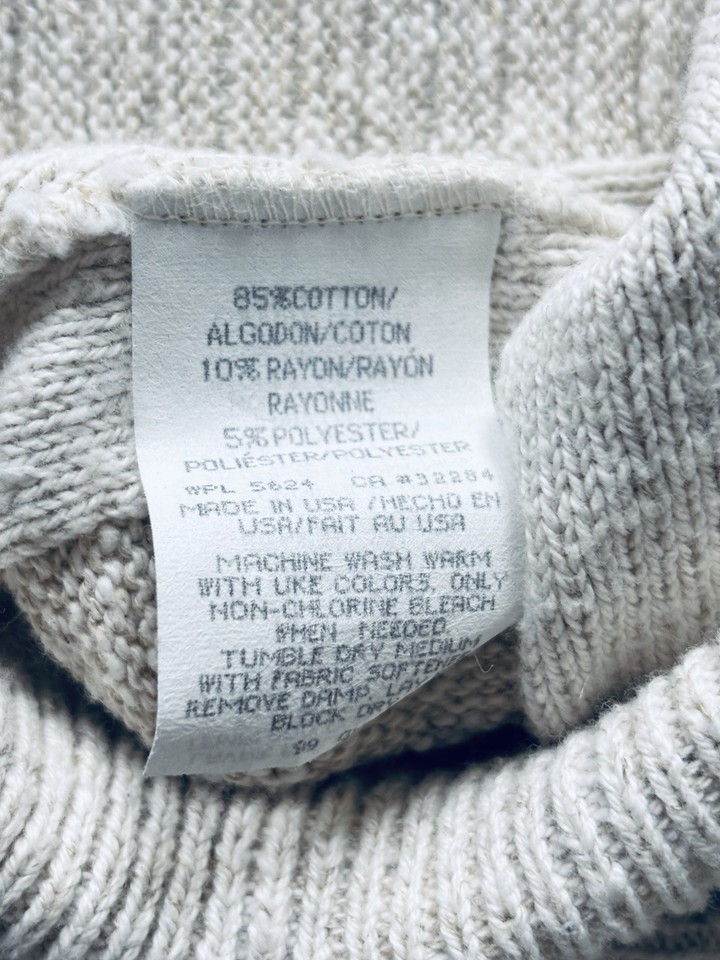 85%COTTON/
ALGODON/COTON
10% RAYON/RAYÓN
RAYONNE
5% POLYESTER/
POLIÉSTER/POLYESTER
WPL 5624 CA #32284
MADE IN USA /HECHO EN
USA/FAIT AU USA
MACHINE WASH WARM
WITH LIKE COLORS. ONLY
NON-CHLORINE BLEACH
WHEN NEEDED.
TUMBLE DRY MEDIUM
WITH FABRIC
REMOVE DAMP,
BLOCK